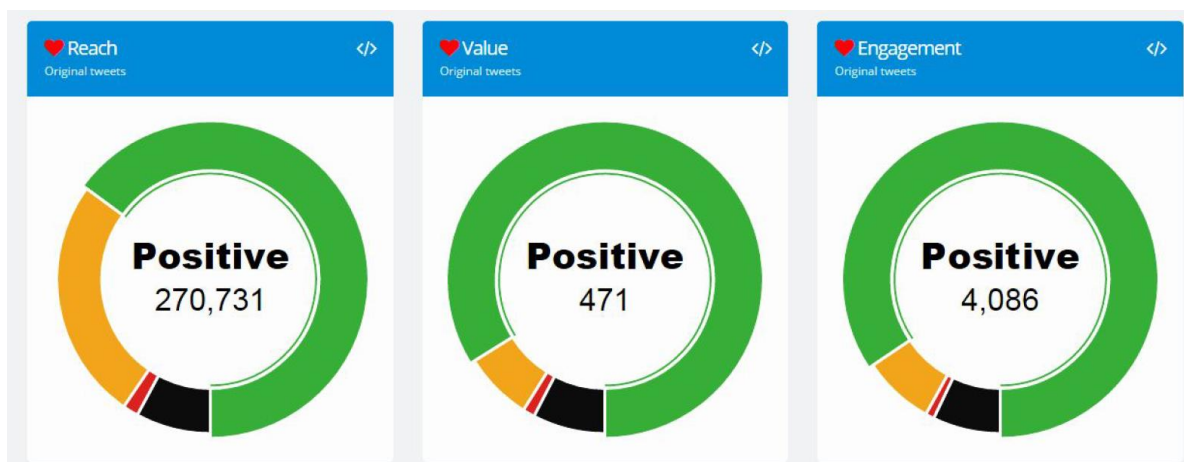 Reach </>
Original tweets
Positive
270,731
Value </>
Original tweets
Positive
471
Engagement </>
Original tweets
Positive
4,086